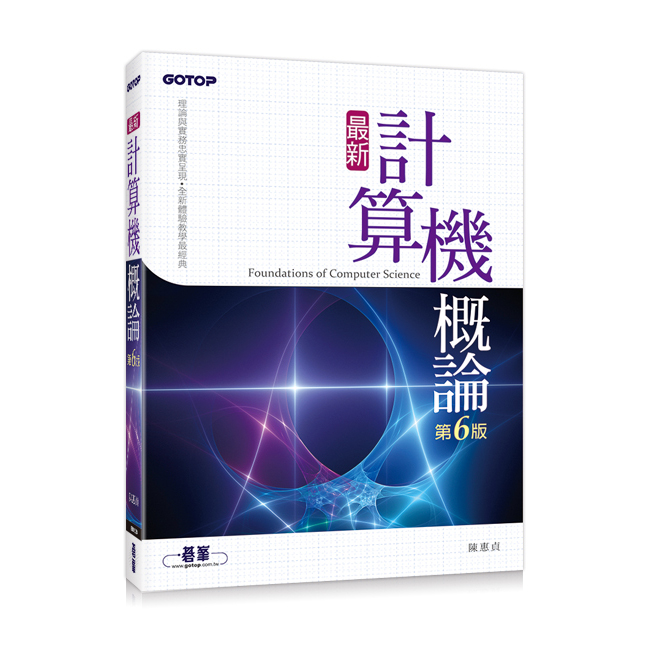 GOTOP
理論與實務忠實呈現・全新體驗教學最經典
最新
計算機
Foundations of Computer Science
概論
第6版
陳惠貞
碁峯
www.gotop.com.tw
GOTOP
最新
計算機
概論
第6版